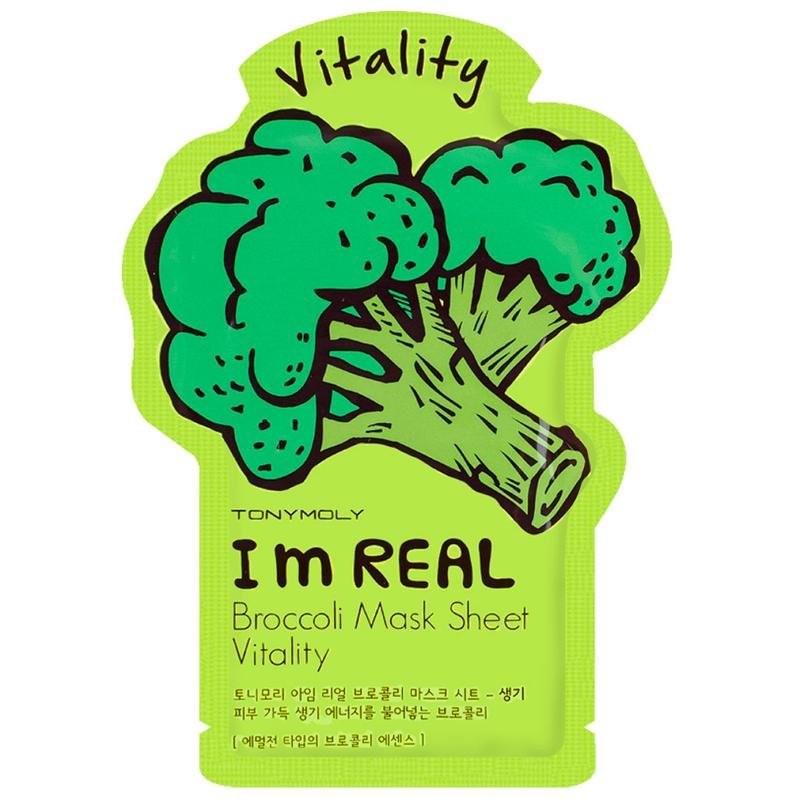 Vitality
TONYMOLY
I m REAL
Broccoli Mask Sheet
Vitality
토니모리 아임 리얼 브로콜리 마스크 시트 – 생기
피부 가득 생기 에너지를 불어넣는 브로콜리
[ 에멀전 타입의 브로콜리 에센스 ]